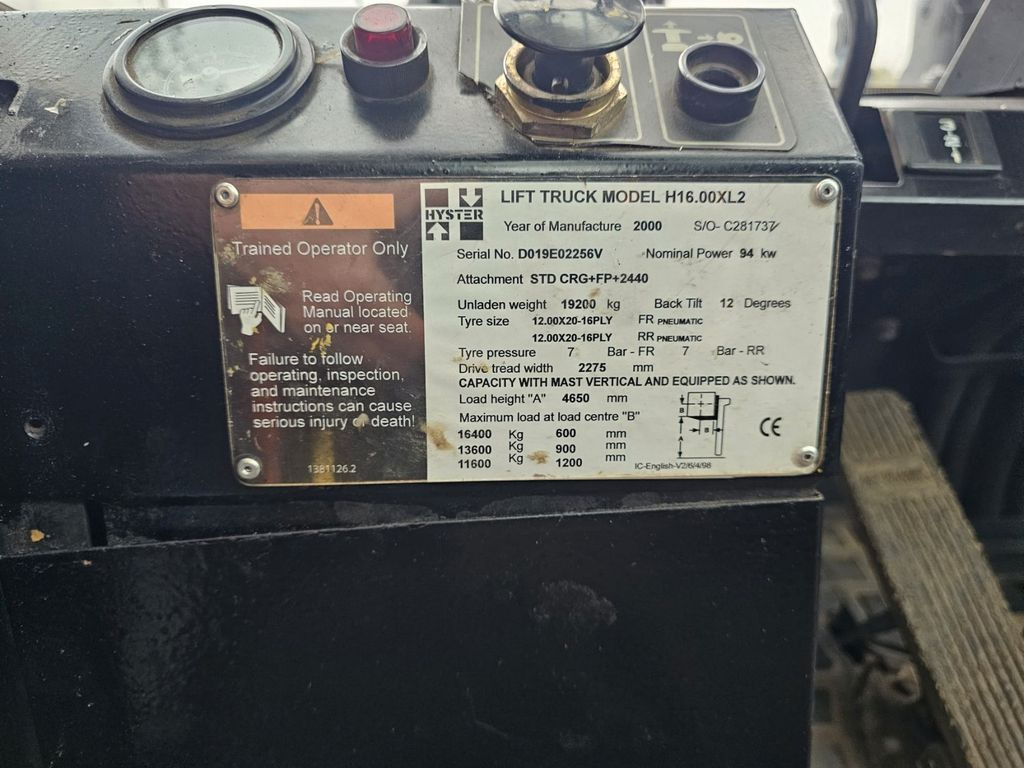 LIFT TRUCK MODEL H16.00XL2
HYSTER
Year of Manufacture 2000 S/O- C281737
Serial No. D019E02256V Nominal Power 94 kw
Attachment STD CRG+FP+2440
Unladen weight 19200 kg Back Tilt 12 Degrees
Tyre size 12.00X20-16PLY FR PNEUMATIC
12.00X20-16PLY RR PNEUMATIC
Tyre pressure 7 Bar - FR 7 Bar - RR
Drive tread width 2275 mm
CAPACITY WITH MAST VERTICAL AND EQUIPPED AS SHOWN.
Load height "A" 4650 mm
Maximum load at load centre "B"
16400 Kg 600 mm
13600 Kg 900 mm
11600 Kg 1200 mm
B
B
A
CE
IC-English-V2/6/4/98
Trained Operator Only
Read Operating
Manual located
on or near seat.
Failure to follow
operating, inspection,
and maintenance
instructions can cause
serious injury or death!
1381126.2